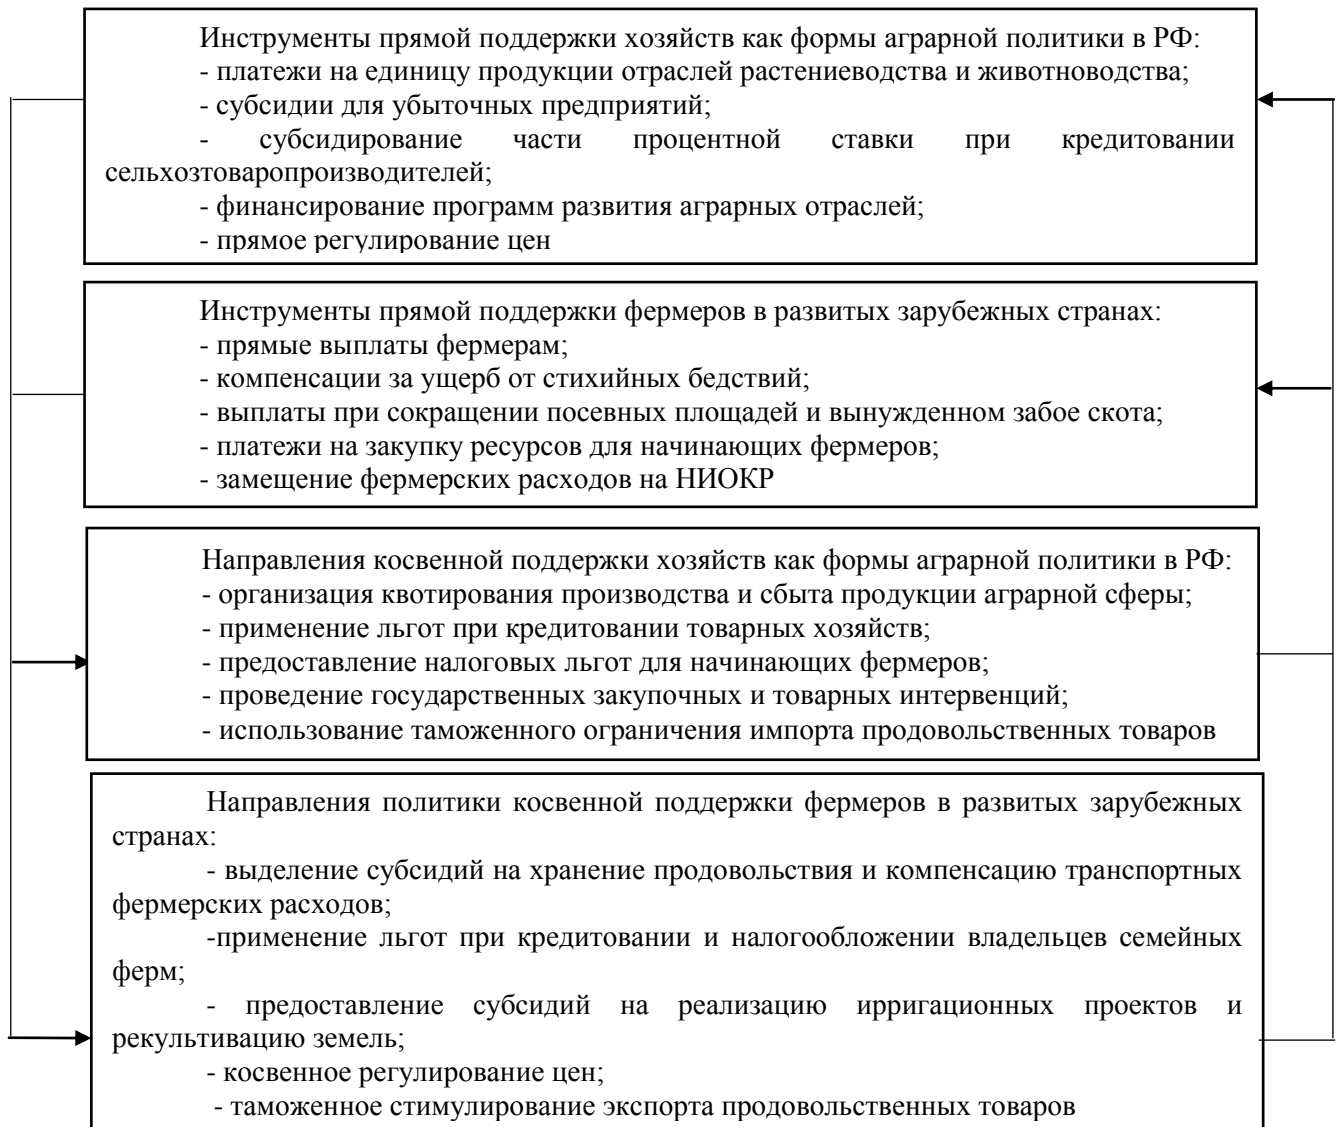 Инструменты прямой поддержки хозяйств как формы аграрной политики в РФ:
- платежи на единицу продукции отраслей растениеводства и животноводства;
- субсидии для убыточных предприятий;
- субсидирование части процентной ставки при кредитовании
сельхозтоваропроизводителей;
- финансирование программ развития аграрных отраслей;
- прямое регулирование цен
Инструменты прямой поддержки фермеров в развитых зарубежных странах:
- прямые выплаты фермерам;
- компенсации за ущерб от стихийных бедствий;
- выплаты при сокращении посевных площадей и вынужденном забое скота;
- платежи на закупку ресурсов для начинающих фермеров;
- замещение фермерских расходов на НИОКР
Направления косвенной поддержки хозяйств как формы аграрной политики в РФ:
- организация квотирования производства и сбыта продукции аграрной сферы;
- применение льгот при кредитовании товарных хозяйств;
- предоставление налоговых льгот для начинающих фермеров;
- проведение государственных закупочных и товарных интервенций;
- использование таможенного ограничения импорта продовольственных товаров
Направления политики косвенной поддержки фермеров в развитых зарубежных
странах:
- выделение субсидий на хранение продовольствия и компенсацию транспортных
фермерских расходов;
-применение льгот при кредитовании и налогообложении владельцев семейных
ферм;
- предоставление субсидий на реализацию ирригационных проектов и
рекультивацию земель;
- косвенное регулирование цен;
- таможенное стимулирование экспорта продовольственных товаров